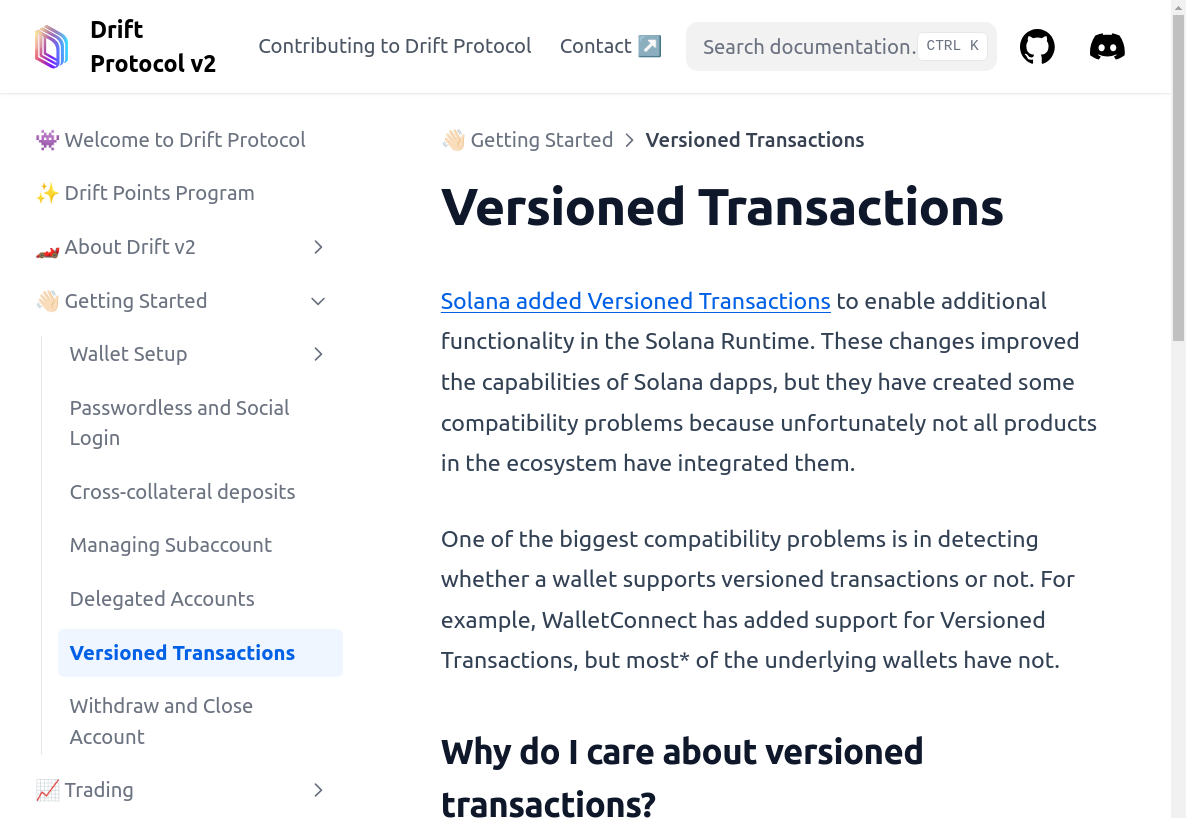 Drift
Protocol v2
Contributing to Drift Protocol
Contact ↗️
Search documentation.
CTRL K
👾 Welcome to Drift Protocol
✨ Drift Points Program
🏎️ About Drift v2
👋🏻 Getting Started
Wallet Setup
Passwordless and Social
Login
Cross-collateral deposits
Managing Subaccount
Delegated Accounts
Versioned Transactions
Withdraw and Close
Account
📈 Trading
👋🏻 Getting Started > Versioned Transactions
Versioned Transactions
Solana added Versioned Transactions to enable additional
functionality in the Solana Runtime. These changes improved
the capabilities of Solana dapps, but they have created some
compatibility problems because unfortunately not all products
in the ecosystem have integrated them.
One of the biggest compatibility problems is in detecting
whether a wallet supports versioned transactions or not. For
example, WalletConnect has added support for Versioned
Transactions, but most* of the underlying wallets have not.
Why do I care about versioned
transactions?